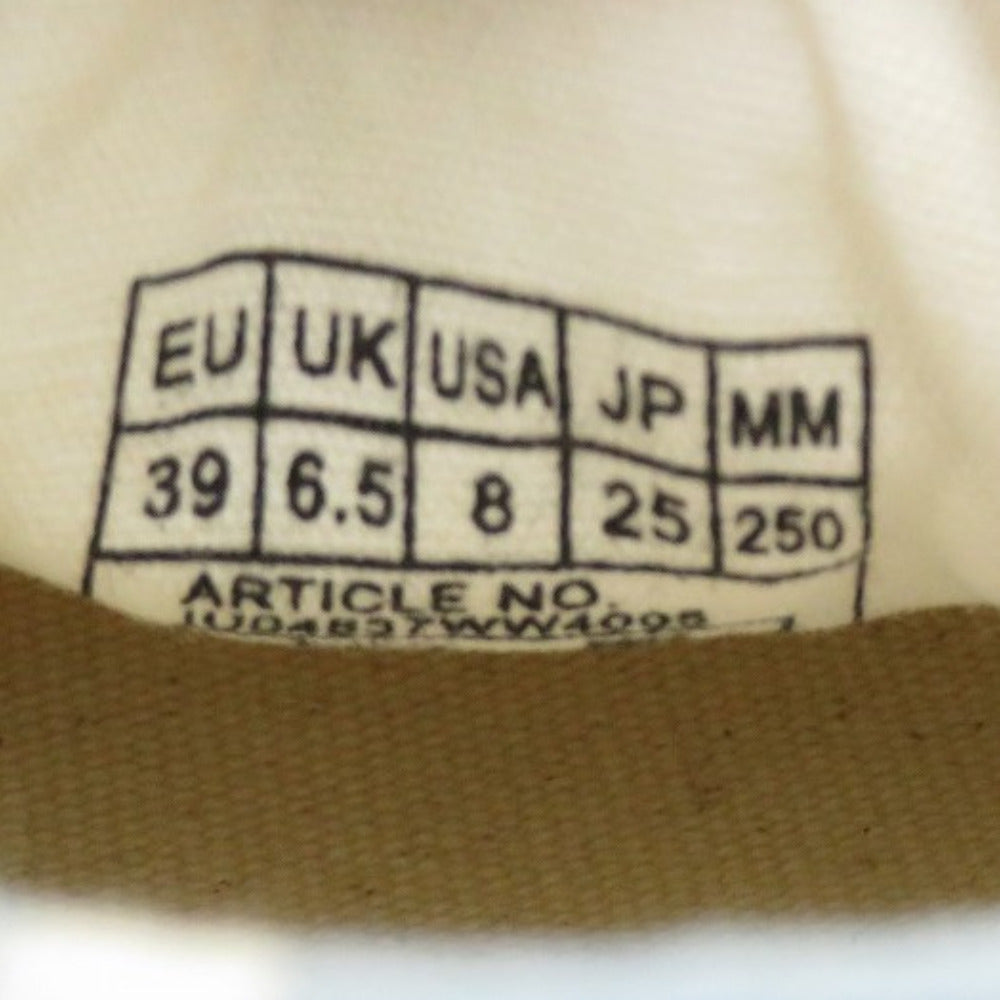 EU UK USA JP MM
39 6.5 8 25 250
ARTICLE NO.